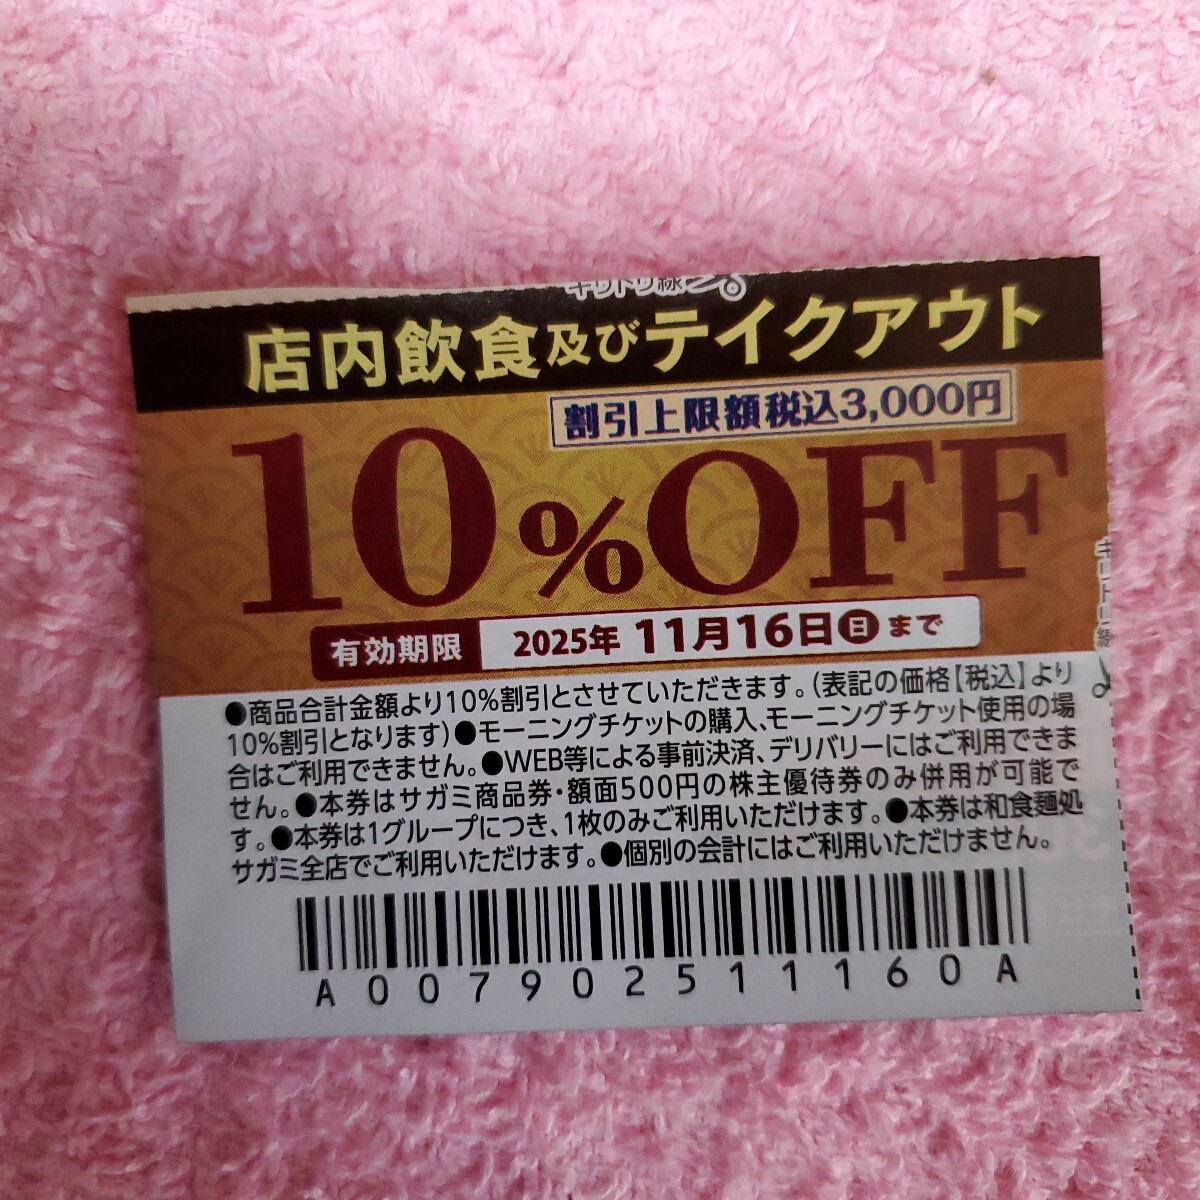 キリトリ線
店内飲食及びテイクアウト
割引上限額税込3,000円
10%OFF
有効期限 2025年 11月16日(日)まで
●商品合計金額より10%割引とさせていただきます。(表記の価格【税込】より
10%割引となります)●モーニングチケットの購入、モーニングチケット使用の場
合はご利用できません。●WEB等による事前決済、デリバリーにはご利用できま
せん。●本券はサガミ商品券・額面500円の株主優待券のみ併用が可能で
す。●本券は1グループにつき、1枚のみご利用いただけます。●本券は和食麺処
サガミ全店でご利用いただけます。●個別の会計にはご利用いただけません。
A007902511160A
キリトリ線